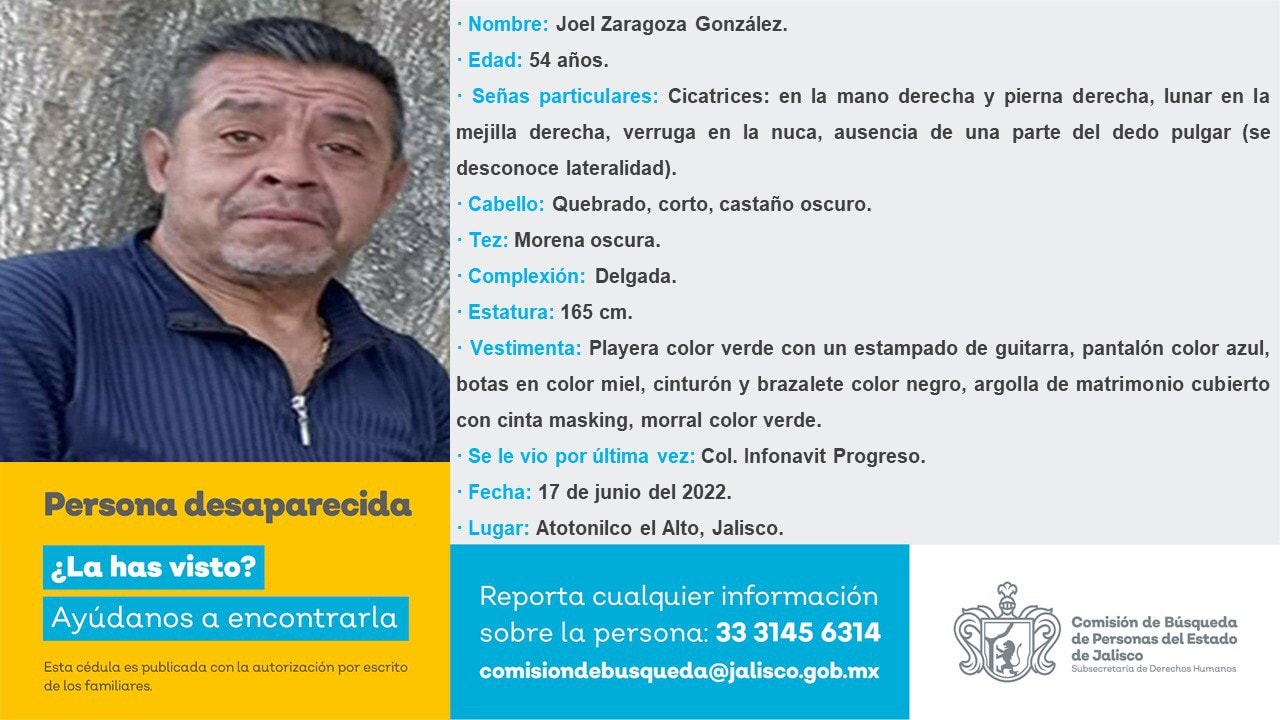 · Nombre: Joel Zaragoza González.
· Edad: 54 años.
· Señas particulares: Cicatrices: en la mano derecha y pierna derecha, lunar en la
mejilla derecha, verruga en la nuca, ausencia de una parte del dedo pulgar (se
desconoce lateralidad).
· Cabello: Quebrado, corto, castaño oscuro.
· Tez: Morena oscura.
· Complexión: Delgada.
· Estatura: 165 cm.
· Vestimenta: Playera color verde con un estampado de guitarra, pantalón color azul,
botas en color miel, cinturón y brazalete color negro, argolla de matrimonio cubierto
con cinta masking, morral color verde.
· Se le vio por última vez: Col. Infonavit Progreso.
· Fecha: 17 de junio del 2022.
· Lugar: Atotonilco el Alto, Jalisco.
Persona desaparecida
¿La has visto?
Ayúdanos a encontrarla
Esta cédula es publicada con la autorización por escrito
de los familiares.
Reporta cualquier información
sobre la persona: 33 3145 6314
comisiondebusqueda@jalisco.gob.mx
Comisión de Búsqueda
de Personas del Estado
de Jalisco
Subsecretaría de Derechos Humanos